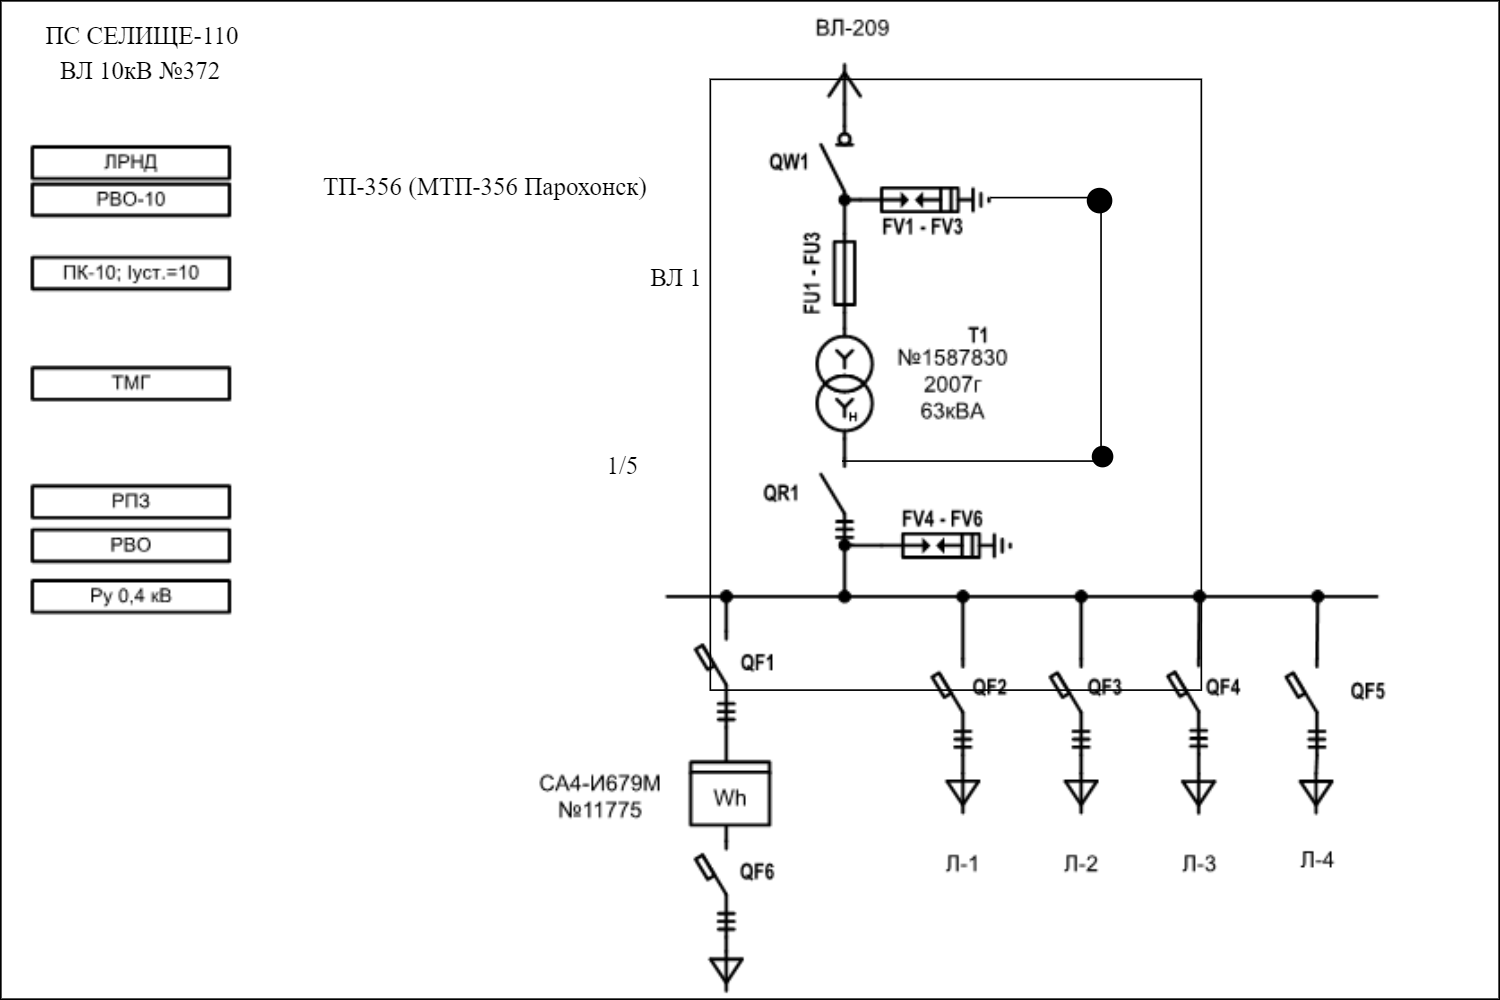 ПС СЕЛИЩЕ-110
ВЛ 10кВ №372
ВЛ-209
ЛРНД
РВО-10
ТП-356 (МТП-356 Парохонск)
QW1
FV1 - FV3
ПК-10; Iуст.=10
ВЛ 1
FU1 - FU3
T1
№1587830
2007г
63кВА
Y
Yн
ТМГ
1/5
РПЗ
QR1
FV4 - FV6
РВО
Ру 0,4 кВ
QF1
QF2
QF3
QF4
QF5
СА4-И679М
№11775
Wh
QF6
Л-1
Л-2
Л-3
Л-4